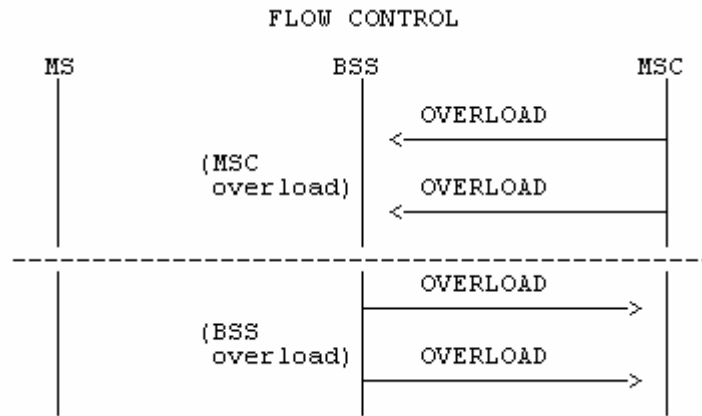 FLOW CONTROL
MS BSS MSC
OVERLOAD
(MSC
overload)
OVERLOAD
OVERLOAD
(BSS
overload)
OVERLOAD